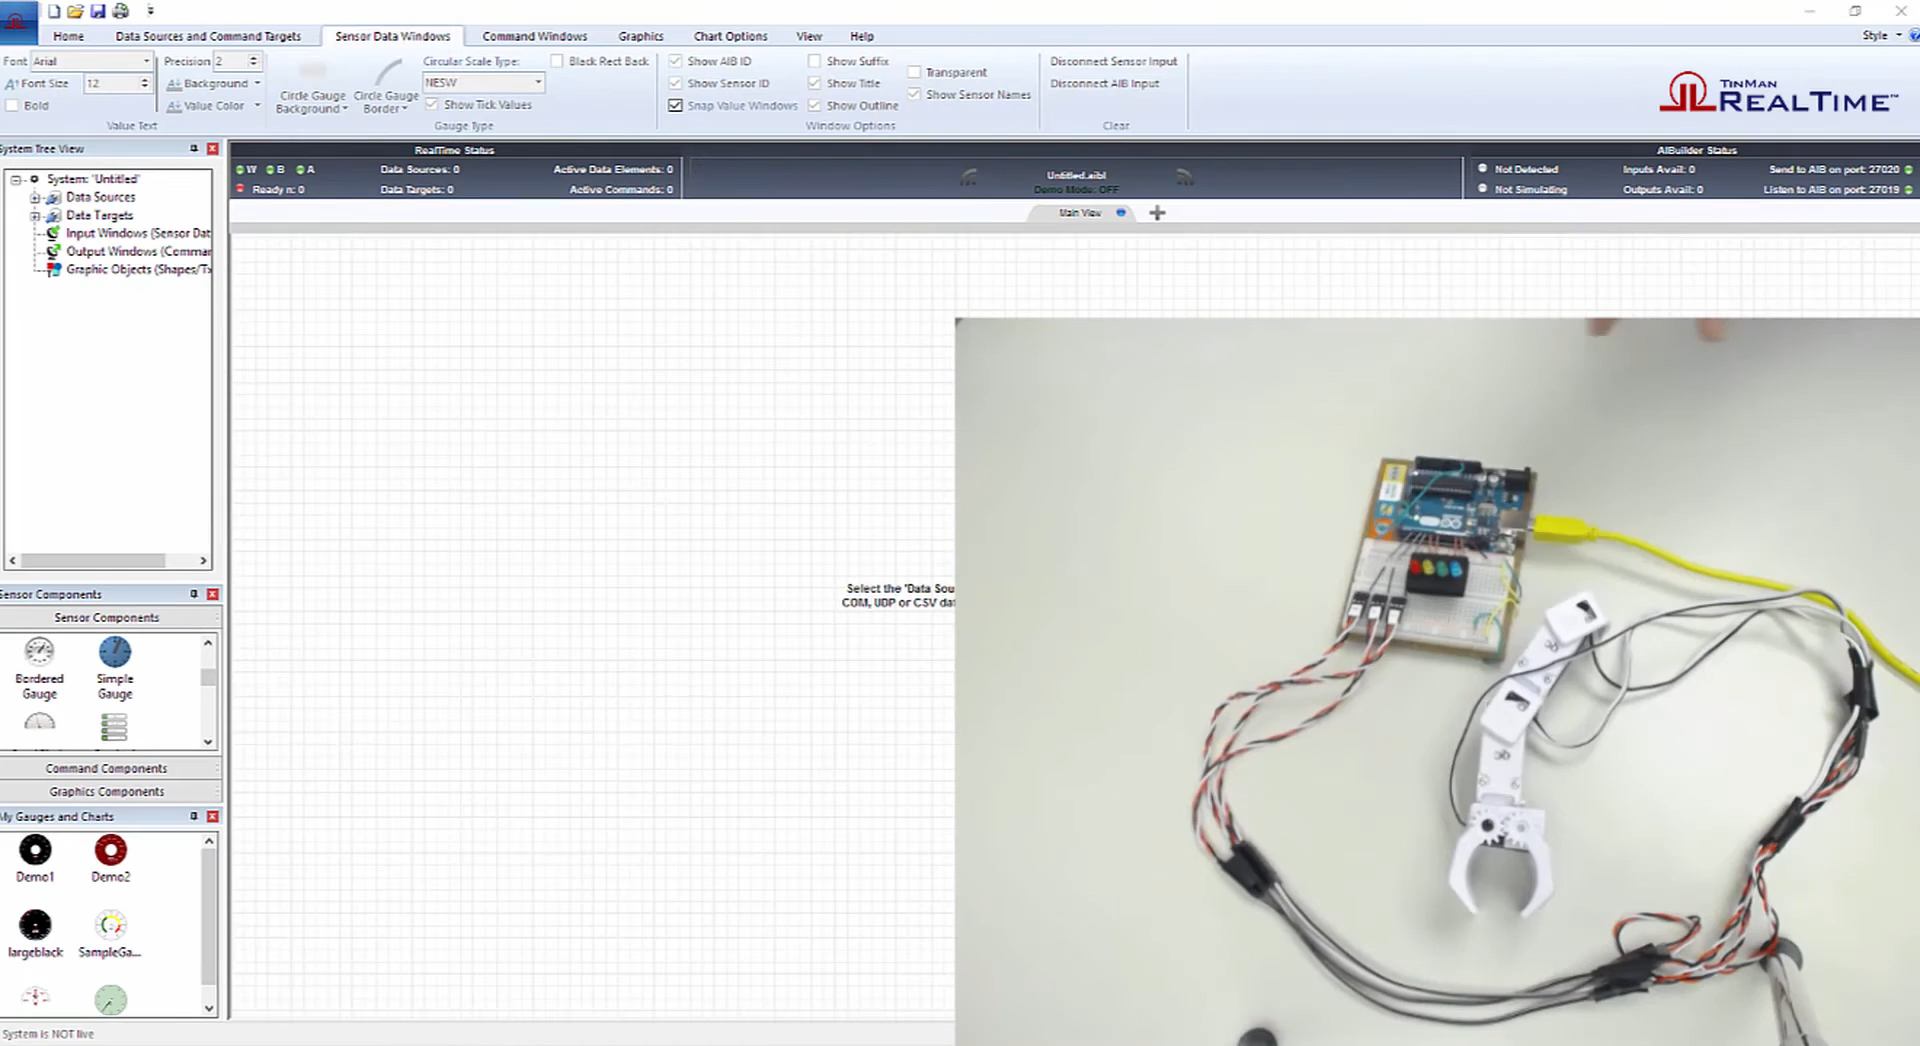 Home
Data Sources and Command Targets
Sensor Data Windows
Command Windows
Graphics
Chart Options
View
Help
Style
Font Arial
Font Size 12
Bold
Precision 2
Background
Value Color
Value Text
Circle Gauge
Background
Circle Gauge
Border
Circular Scale Type:
NESW
Show Tick Values
Black Rect Back
Gauge Type
Show AIB ID
Show Sensor ID
Snap Value Windows
Show Suffix
Show Title
Show Outline
Transparent
Show Sensor Names
Window Options
Disconnect Sensor Input
Disconnect AIB Input
Clear
TINMAN
REALTIME™
System Tree View
System: 'Untitled'
Data Sources
Data Targets
Input Windows (Sensor Dat
Output Windows (Comma
Graphic Objects (Shapes/Tx
RealTime Status
W B A
Data Sources: 0
Active Data Elements: 0
Ready n: 0
Data Targets: 0
Active Commands: 0
Untitled.aibl
Demo Mode: OFF
AIBuilder Status
Not Detected
Inputs Avail: 0
Send to AIB on port: 27020
Not Simulating
Outputs Avail: 0
Listen to AIB on port: 27019
Main View
Select the "Data Sou
COM, UDP or CSV dat
Sensor Components
Sensor Components
Bordered
Gauge
Simple
Gauge
Command Components
Graphics Components
My Gauges and Charts
Demo1
Demo2
largeblack
SampleGa...
System is NOT live